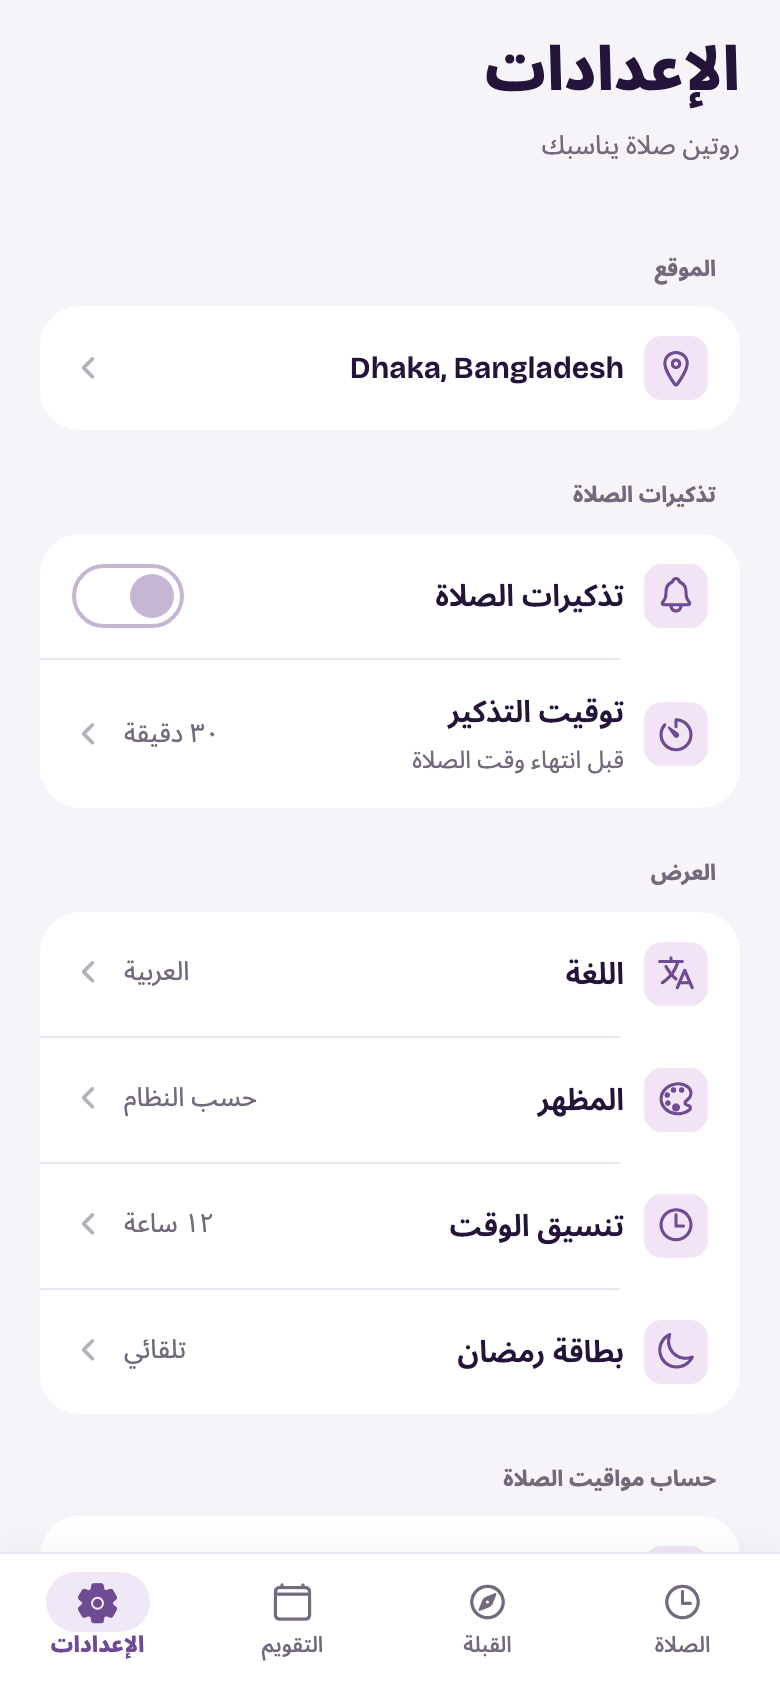 الإعدادات
روتين صلاة يناسبك
الموقع
Dhaka, Bangladesh
تذكيرات الصلاة
تذكيرات الصلاة
توقيت التذكير
قبل انتهاء وقت الصلاة
٣٠ دقيقة
العرض
اللغة
العربية
المظهر
حسب النظام
تنسيق الوقت
١٢ ساعة
بطاقة رمضان
تلقائي
حساب مواقيت الصلاة
الصلاة
القبلة
التقويم
الإعدادات